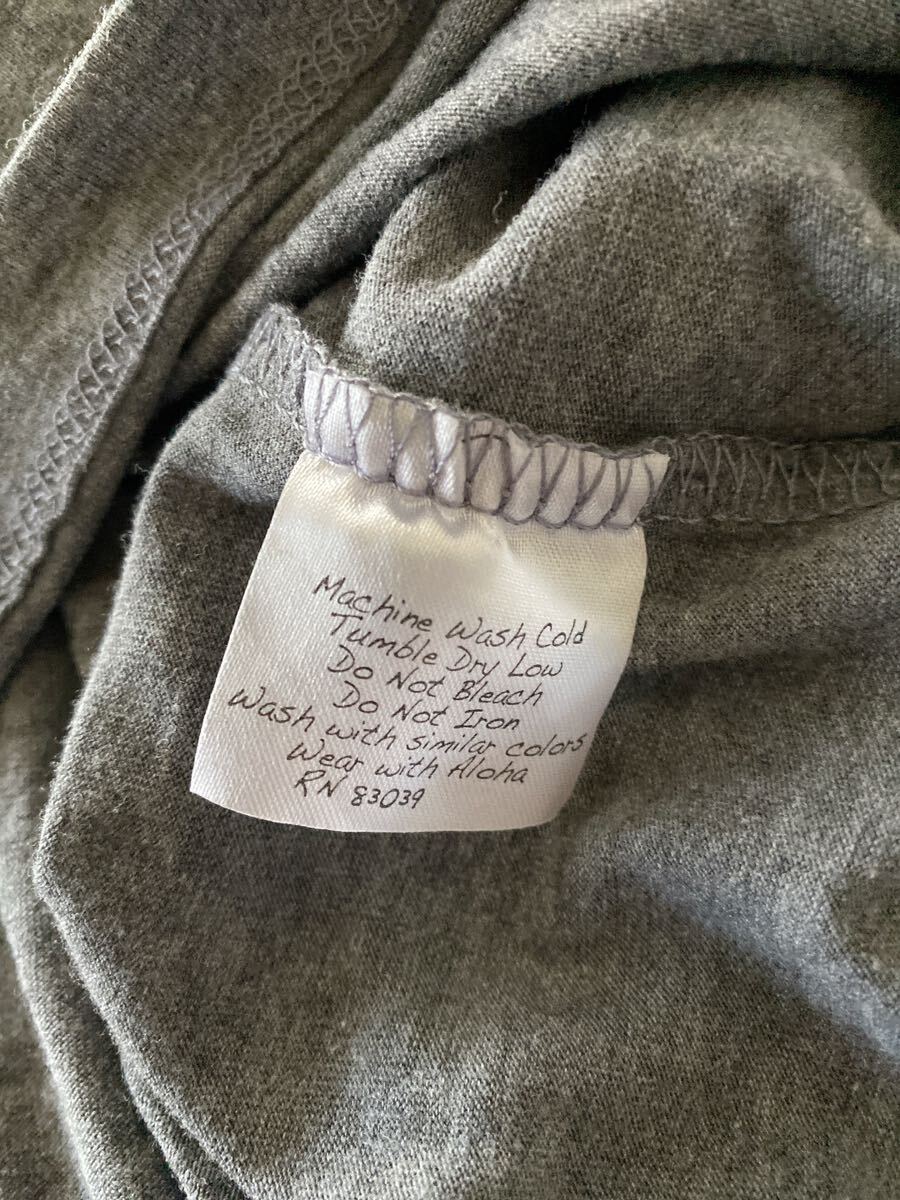 Machine Wash Cold
Tumble Dry Low
Do Not Bleach
Do Not Iron
Wash with similar colors
Wear with Aloha
RN 83039